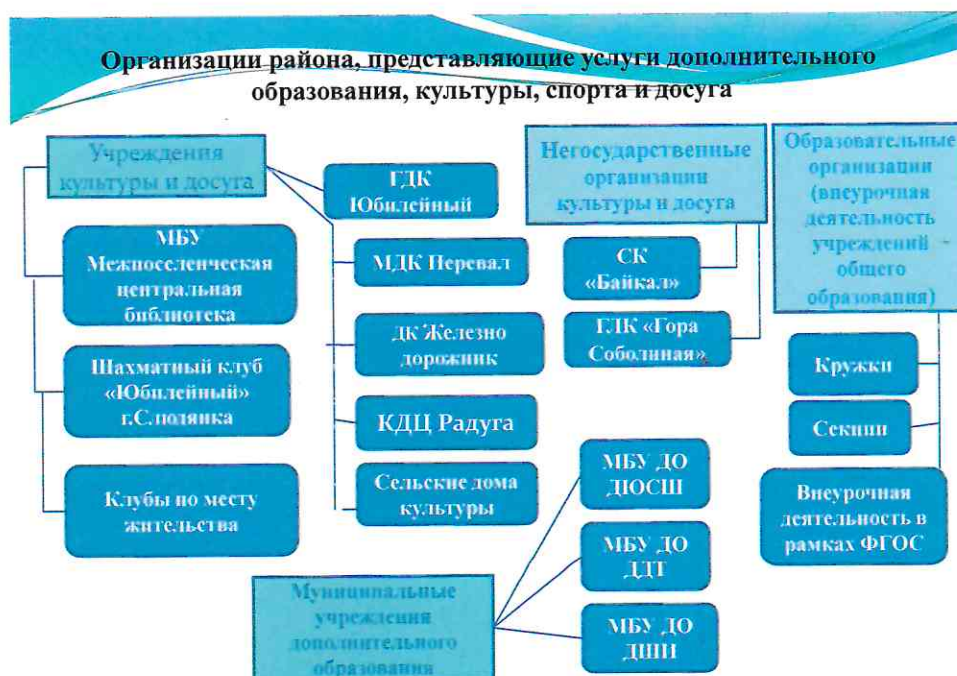 Организации района, представляющие услуги дополнительного
образования, культуры, спорта и досуга
Учреждения
культуры и досуга
МБУ
Межпоселенческая
центральная
библиотека
Шахматный клуб
«Юбилейный»
г.Слюдянка
Клубы по месту
жительства
ГДК
Юбилейный
МДК Перевал
ДК Железно
дорожник
КДЦ Радуга
Сельские дома
культуры
Негосударственные
организации
культуры и досуга
СК
«Байкал»
ГЛК «Гора
Соболиная»
Образовательные
организации
(внеурочная
деятельность
учреждений
общего
образования)
Кружки
Секции
Внеурочная
деятельность в
рамках ФГОС
Муниципальные
учреждения
дополнительного
образования
МБУ ДО
ДЮСШ
МБУ ДО
ДДТ
МБУ ДО
ДШИ